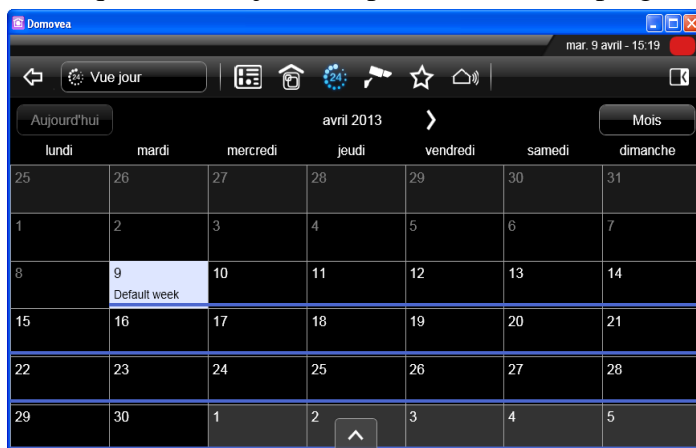 Domovea
mar. 9 avril - 15:19
24 Vue jour 24
Aujourd'hui avril 2013 Mois
lundi mardi mercredi jeudi vendredi samedi dimanche
25 26 27 28 29 30 31
1 2 3 4 5 6 7
8 9 10 11 12 13 14
Default week
15 16 17 18 19 20 21
22 23 24 25 26 27 28
29 30 1 2 3 4 5